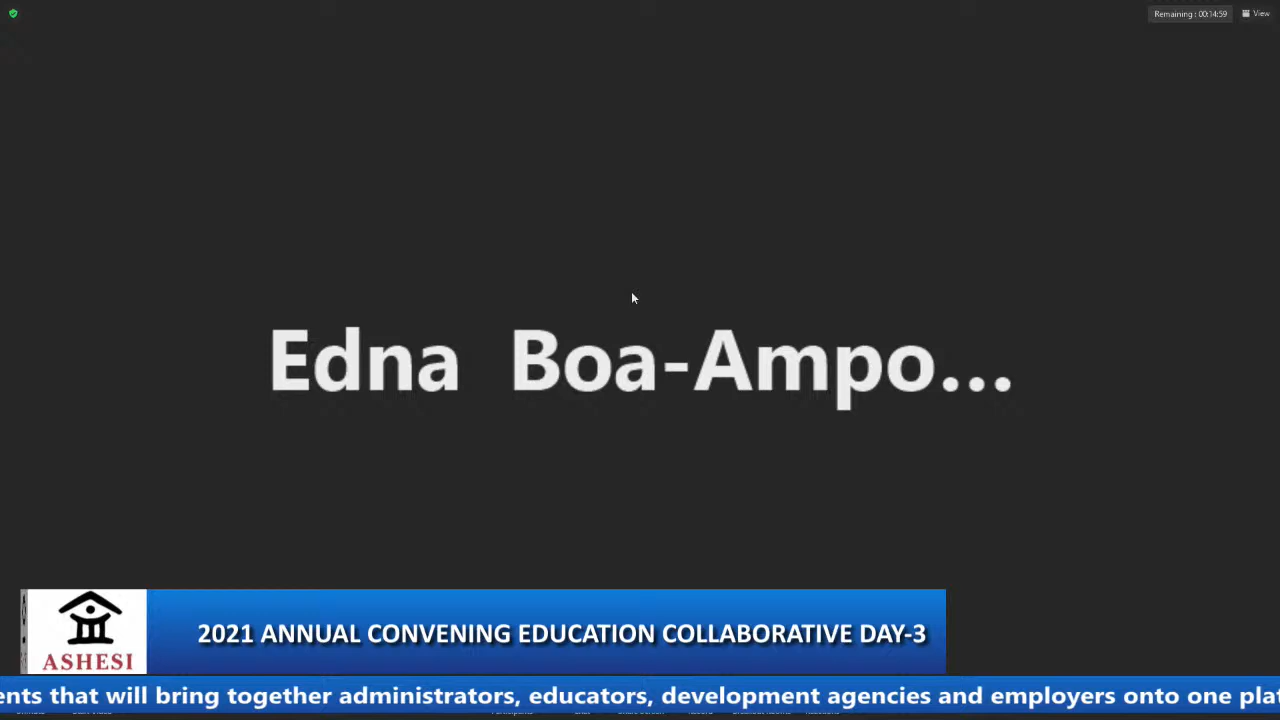 Remaining : 00:14:59 View
Edna Boa-Ampo...
2021 ANNUAL CONVENING EDUCATION COLLABORATIVE DAY-3
ASHESI
ents that will bring together administrators, educators, development agencies and employers onto one pla